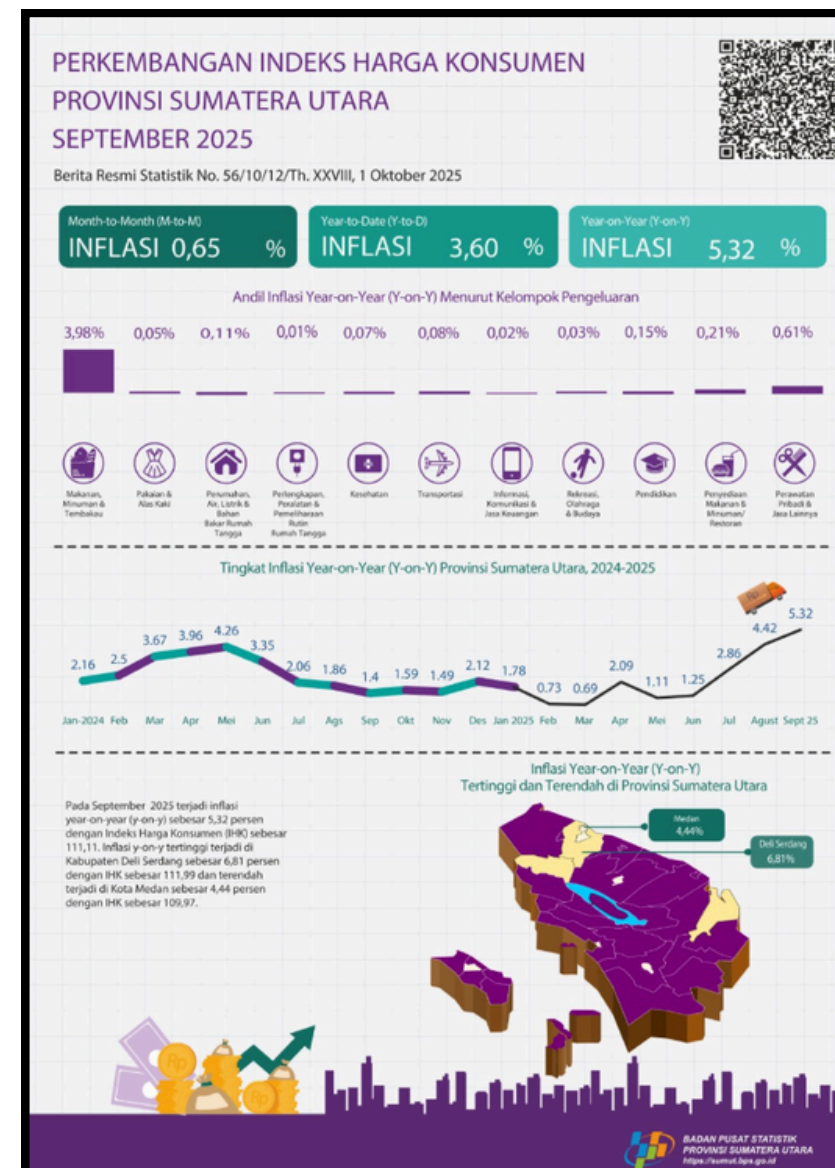 PERKEMBANGAN INDEKS HARGA KONSUMEN
PROVINSI SUMATERA UTARA
SEPTEMBER 2025
Berita Resmi Statistik No. 56/10/12/Th. XXVIII, 1 Oktober 2025
Month-to-Month (M-to-M)
INFLASI 0,65 %
Year-to-Date (Y-to-D)
INFLASI 3,60 %
Year-on-Year (Y-on-Y)
INFLASI 5,32 %
Andil Inflasi Year-on-Year (Y-on-Y) Menurut Kelompok Pengeluaran
3,98% 0,05% 0,11% 0,01% 0,07% 0,08% 0,02% 0,03% 0,15% 0,21% 0,61%
Makanan,
Minuman &
Tembakau
Pakaian &
Alas Kaki
Perumahan,
Air, Listrik &
Bahan
Bakar Rumah
Tangga
Perlengkapan,
Peralatan &
Pemeliharaan
Rutin
Rumah Tangga
Kesehatan
Transportasi
Informasi,
Komunikasi &
Jasa Keuangan
Rekreasi,
Olahraga
& Budaya
Pendidikan
Penyediaan
Makanan &
Minuman/
Restoran
Perawatan
Pribadi &
Jasa Lainnya
Tingkat Inflasi Year-on-Year (Y-on-Y) Provinsi Sumatera Utara, 2024-2025
2.16 2.5 3.67 3.96 4.26 3.35 2.06 1.86 1.4 1.59 1.49 2.12 1.78 0.73 0.69 2.09 1.11 1.25 2.86 4.42 5.32
Rp
Jan-2024 Feb Mar Apr Mei Jun Jul Ags Sep Okt Nov Des Jan 2025 Feb Mar Apr Mei Jun Jul Agust Sept 25
Pada September 2025 terjadi inflasi
year-on-year (y-on-y) sebesar 5,32 persen
dengan Indeks Harga Konsumen (IHK) sebesar
111,11. Inflasi y-on-y tertinggi terjadi di
Kabupaten Deli Serdang sebesar 6,81 persen
dengan IHK sebesar 111,99 dan terendah
terjadi di Kota Medan sebesar 4,44 persen
dengan IHK sebesar 109,97.
Inflasi Year-on-Year (Y-on-Y)
Tertinggi dan Terendah di Provinsi Sumatera Utara
Medan
4,44%
Deli Serdang
6,81%
Rp
Rp
BADAN PUSAT STATISTIK
PROVINSI SUMATERA UTARA
https://sumut.bps.go.id